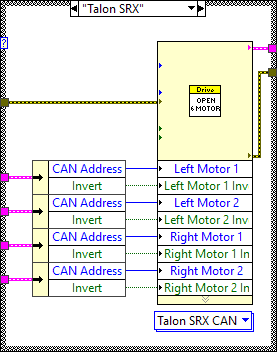 "Talon SRX"
?
Drive
OPEN
6 MOTOR
CAN Address Left Motor 1
Invert Left Motor 1 Inv
CAN Address Left Motor 2
Invert Left Motor 2 Inv
CAN Address Right Motor 1
Invert Right Motor 1 In
CAN Address Right Motor 2
Invert Right Motor 2 In
Talon SRX CAN